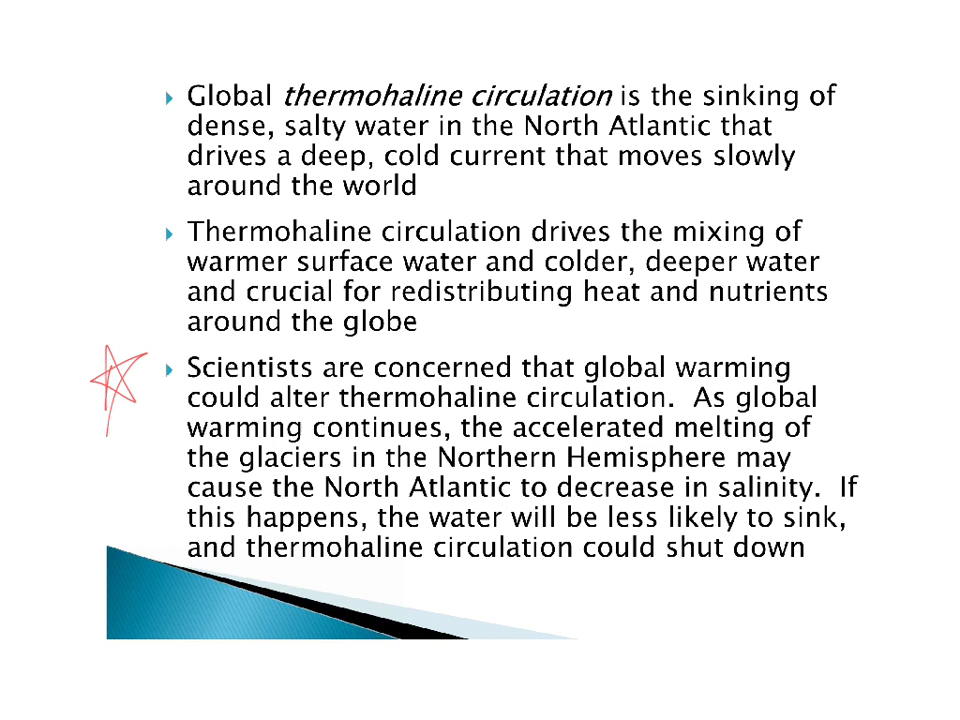 Global thermohaline circulation is the sinking of
dense, salty water in the North Atlantic that
drives a deep, cold current that moves slowly
around the world
Thermohaline circulation drives the mixing of
warmer surface water and colder, deeper water
and crucial for redistributing heat and nutrients
around the globe
Scientists are concerned that global warming
could alter thermohaline circulation.  As global
warming continues, the accelerated melting of
the glaciers in the Northern Hemisphere may
cause the North Atlantic to decrease in salinity.  If
this happens, the water will be less likely to sink,
and thermohaline circulation could shut down